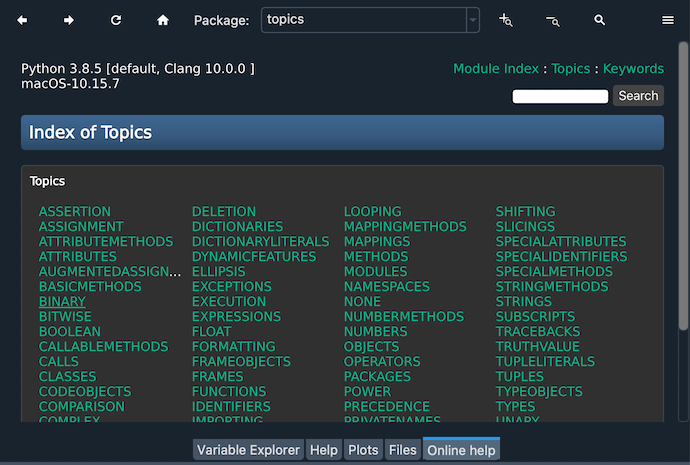 Package: topics
Python 3.8.5 [default, Clang 10.0.0 ]
macOS-10.15.7
Module Index : Topics : Keywords
Search
Index of Topics
Topics
ASSERTION DELETION LOOPING SHIFTING
ASSIGNMENT DICTIONARIES MAPPINGMETHODS SLICINGS
ATTRIBUTEMETHODS DICTIONARYLITERALS MAPPINGS SPECIALATTRIBUTES
ATTRIBUTES DYNAMICFEATURES METHODS SPECIALIDENTIFIERS
AUGMENTEDASSIGN... ELLIPSIS MODULES SPECIALMETHODS
BASICMETHODS EXCEPTIONS NAMESPACES STRINGMETHODS
BINARY EXECUTION NONE STRINGS
BITWISE EXPRESSIONS NUMBERMETHODS SUBSCRIPTS
BOOLEAN FLOAT NUMBERS TRACEBACKS
CALLABLEMETHODS FORMATTING OBJECTS TRUTHVALUE
CALLS FRAMEOBJECTS OPERATORS TUPLELITERALS
CLASSES FRAMES PACKAGES TUPLES
CODEOBJECTS FUNCTIONS POWER TYPEOBJECTS
COMPARISON IDENTIFIERS PRECEDENCE TYPES
COMPLEX IMPORTING PRIVATENAMES UNARY
Variable Explorer Help Plots Files Online help